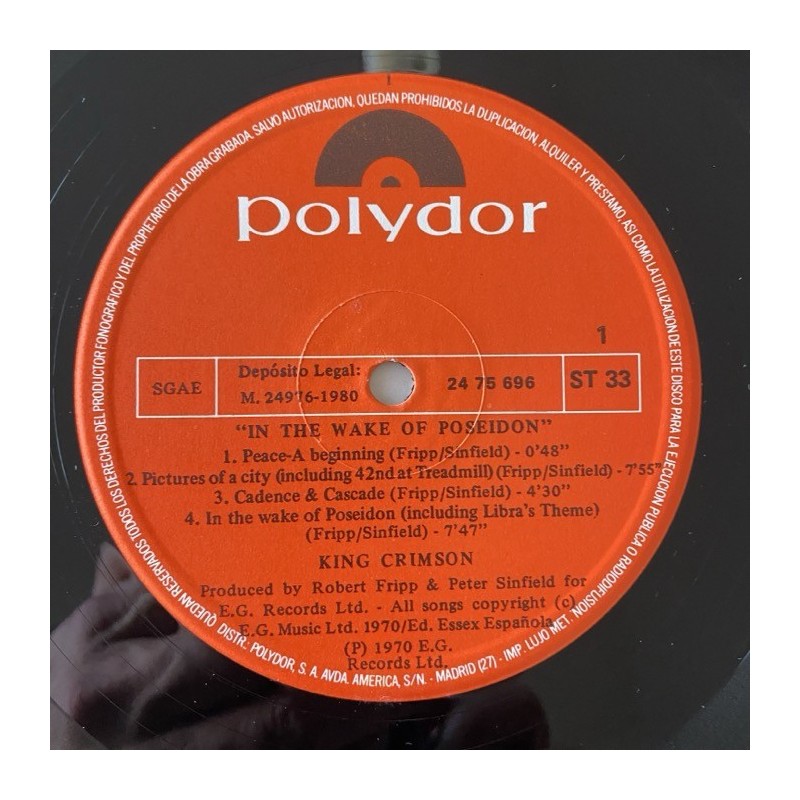 QUEDAN RESERVADOS TODOS LOS DERECHOS DEL PRODUCTOR FONOGRAFICO Y DEL PROPIETARIO DE LA OBRA GRABADA. SALVO AUTORIZACION, QUEDAN PROHIBIDOS LA DUPLICACION, ALQUILER Y PRESTAMO, ASI COMO LA UTILIZACION DE ESTE DISCO PARA LA EJECUCION PUBLICA O RADIODIFUSION.
polydor
1
SGAE
Depósito Legal:
M. 24976-1980
24 75 696
ST 33
"IN THE WAKE OF POSEIDON"
1. Peace-A beginning (Fripp/Sinfield) - 0'48"
2. Pictures of a city (including 42nd at Treadmill) (Fripp/Sinfield) - 7'55"
3. Cadence & Cascade (Fripp/Sinfield) - 4'30"
4. In the wake of Poseidon (including Libra's Theme)
(Fripp/Sinfield) - 7'47"
KING CRIMSON
Produced by Robert Fripp & Peter Sinfield for
E.G. Records Ltd. - All songs copyright (c)
E.G. Music Ltd. 1970/Ed. Essex Española
(P) 1970 E.G.
Records Ltd.
DISTR.: POLYDOR, S. A. AVDA. AMERICA, S/N. - MADRID (27) - IMP. LUJO MET.